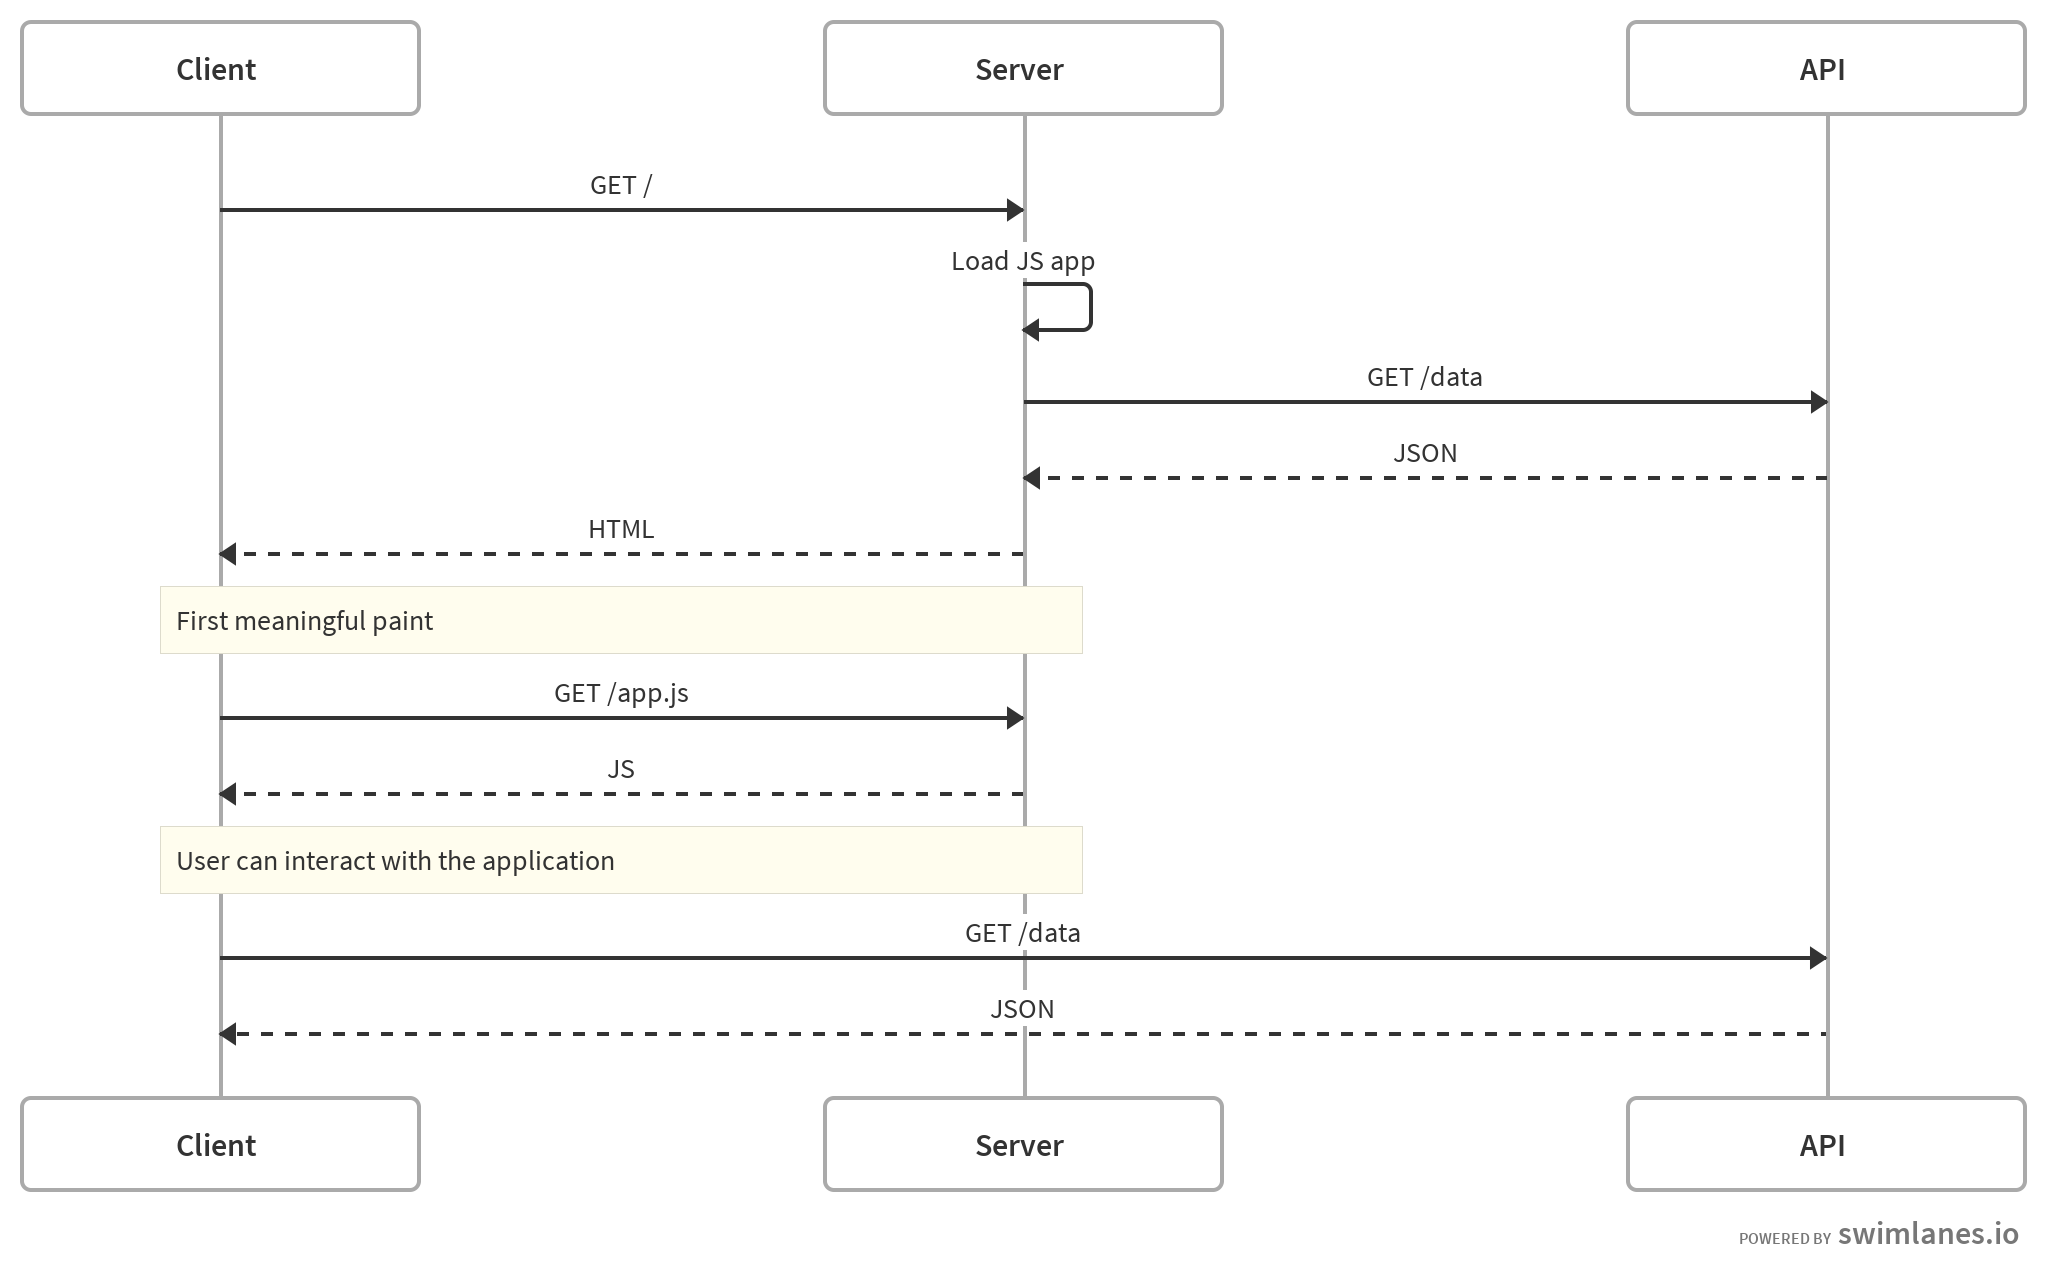 Client
Server
API
GET /
Load JS app
GET /data
JSON
HTML
First meaningful paint
GET /app.js
JS
User can interact with the application
GET /data
JSON
Client
Server
API
POWERED BY swimlanes.io